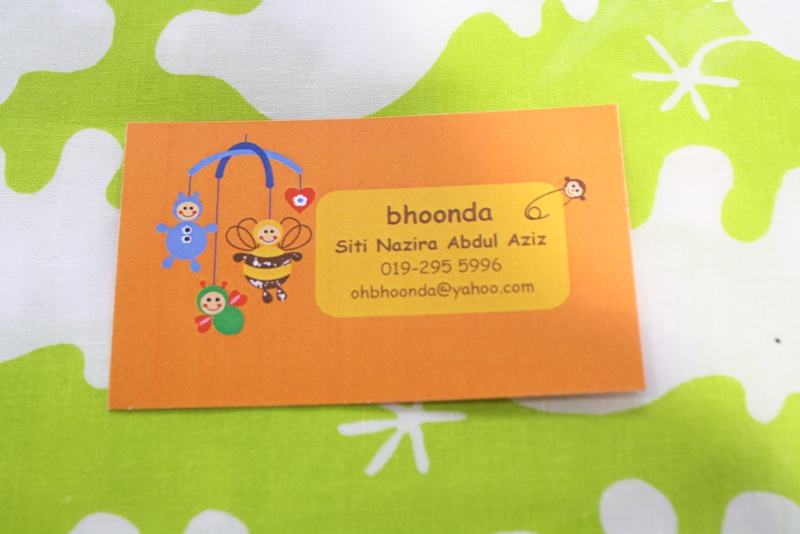 bhoonda
Siti Nazira Abdul Aziz
019-295 5996
ohbhoonda@yahoo.com